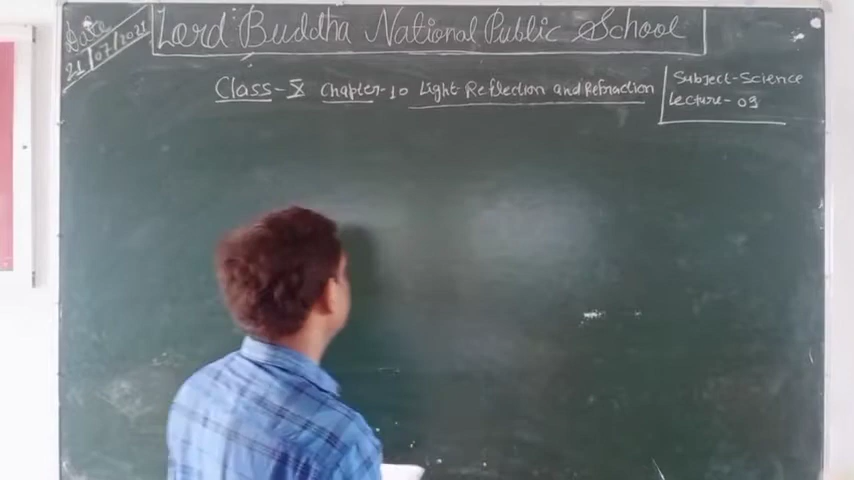 Date
21/07/2021
Lord Buddha National Public School
Class-X Chapter-10 Light-Reflection and Refraction
Subject-Science
Lecture-09